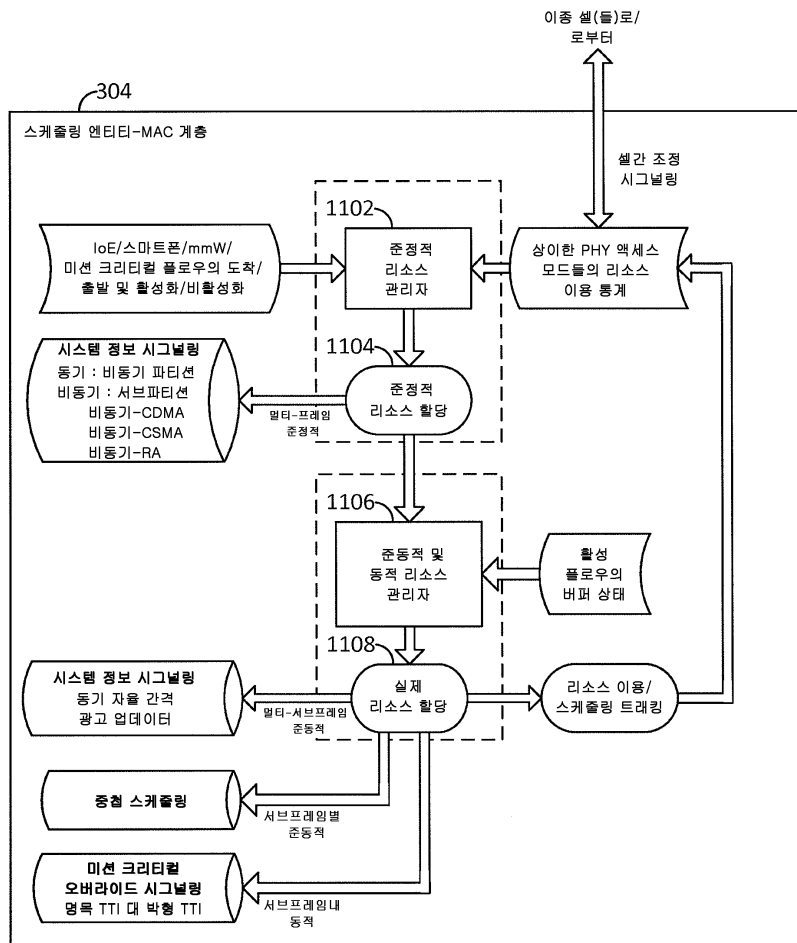 이종 셀(들)로/
로부터
304
스케줄링 엔티티-MAC 계층
셀간 조정
시그널링
1102
IoE/스마트폰/mmW/
미션 크리티컬 플로우의 도착/
출발 및 활성화/비활성화
준정적
리소스
관리자
상이한 PHY 액세스
모드들의 리소스
이용 통계
1104
시스템 정보 시그널링
동기 : 비동기 파티션
비동기 : 서브파티션
비동기-CDMA
비동기-CSMA
비동기-RA
준정적
리소스 할당
멀티-프레임
준정적
1106
준동적 및
동적 리소스
관리자
활성
플로우의
버퍼 상태
1108
시스템 정보 시그널링
동기 자율 간격
광고 업데이터
실제
리소스 할당
멀티-서브프레임
준동적
리소스 이용/
스케줄링 트래킹
중첩 스케줄링
서브프레임별
준동적
미션 크리티컬
오버라이드 시그널링
명목 TTI 대 박형 TTI
서브프레임내
동적